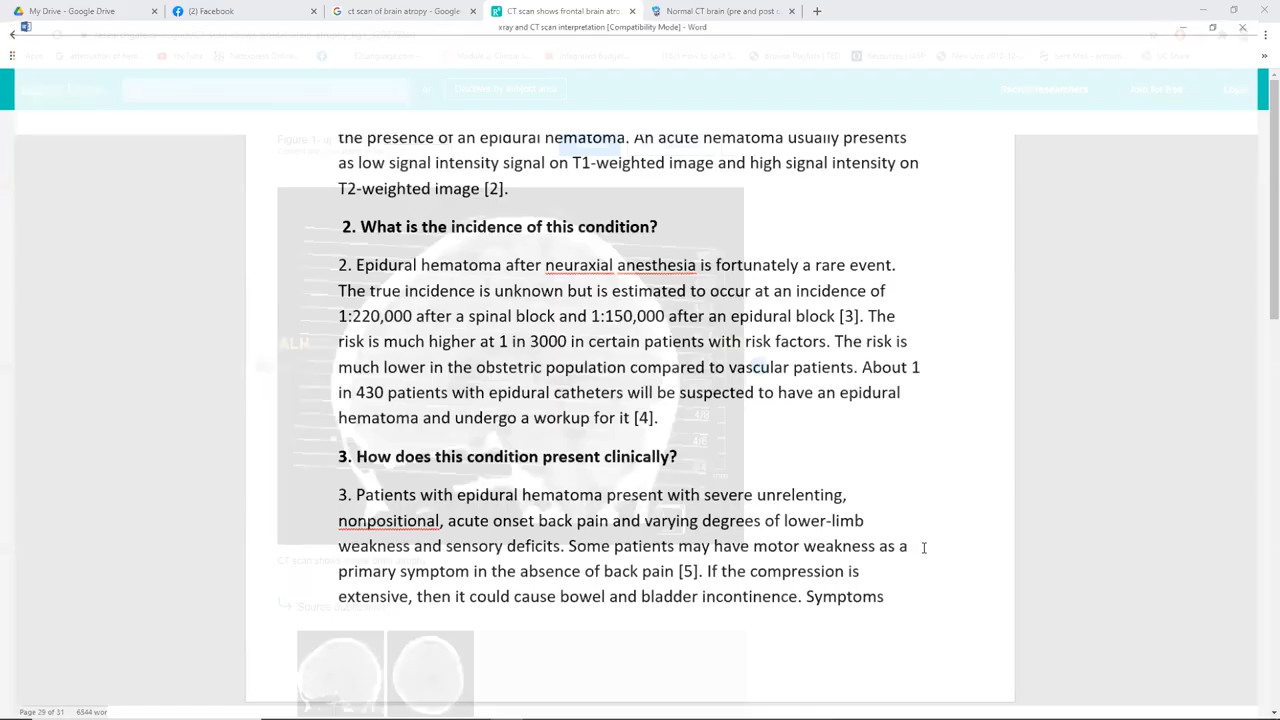 My Drive - Google Drive
(2) Facebook
ct scan of brain atropy - Google
CT scan shows frontal brain atro
Normal CT brain (pre and post c
xray and CT scan interpretation [Compatibility Mode] - Word
YouTube
Figure 1- u
the presence of an epidural hematoma. An acute hematoma usually presents
as low signal intensity signal on T1-weighted image and high signal intensity on
T2-weighted image [2].
2. What is the incidence of this condition?
2. Epidural hematoma after neuraxial anesthesia is fortunately a rare event.
The true incidence is unknown but is estimated to occur at an incidence of
1:220,000 after a spinal block and 1:150,000 after an epidural block [3]. The
risk is much higher at 1 in 3000 in certain patients with risk factors. The risk is
much lower in the obstetric population compared to vascular patients. About 1
in 430 patients with epidural catheters will be suspected to have an epidural
hematoma and undergo a workup for it [4].
3. How does this condition present clinically?
3. Patients with epidural hematoma present with severe unrelenting,
nonpositional, acute onset back pain and varying degrees of lower-limb
weakness and sensory deficits. Some patients may have motor weakness as a
primary symptom in the absence of back pain [5]. If the compression is
extensive, then it could cause bowel and bladder incontinence. Symptoms
ALH
CT scan shows
Source
Page 29 of 31
6544 wor